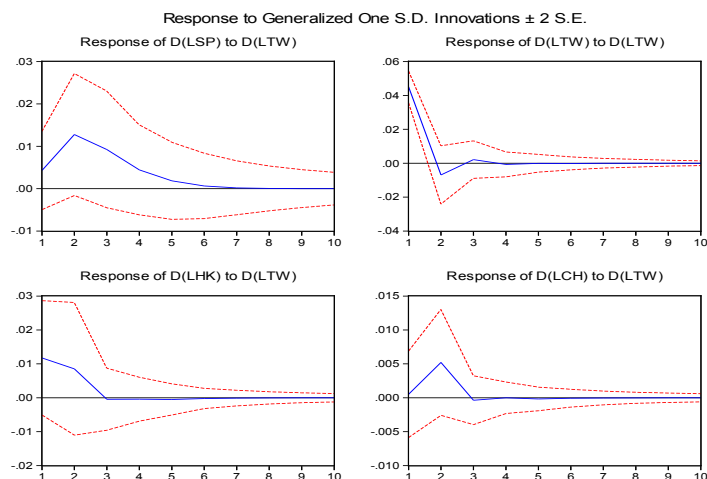 Response to Generalized One S.D. Innovations ± 2 S.E.
Response of D(LSP) to D(LTW)
.03
.02
.01
.00
-.01
1 2 3 4 5 6 7 8 9 10
Response of D(LTW) to D(LTW)
.06
.04
.02
.00
-.02
-.04
1 2 3 4 5 6 7 8 9 10
Response of D(LHK) to D(LTW)
.03
.02
.01
.00
-.01
-.02
1 2 3 4 5 6 7 8 9 10
Response of D(LCH) to D(LTW)
.015
.010
.005
.000
-.005
-.010
1 2 3 4 5 6 7 8 9 10